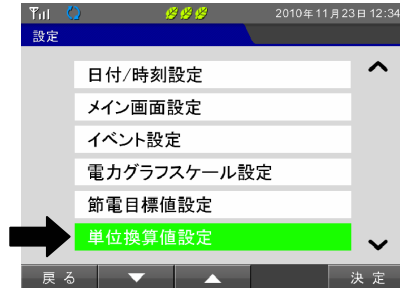 2010年11月23日 12:34
設定
日付/時刻設定
メイン画面設定
イベント設定
電力グラフスケール設定
節電目標値設定
単位換算値設定
戻る
決定